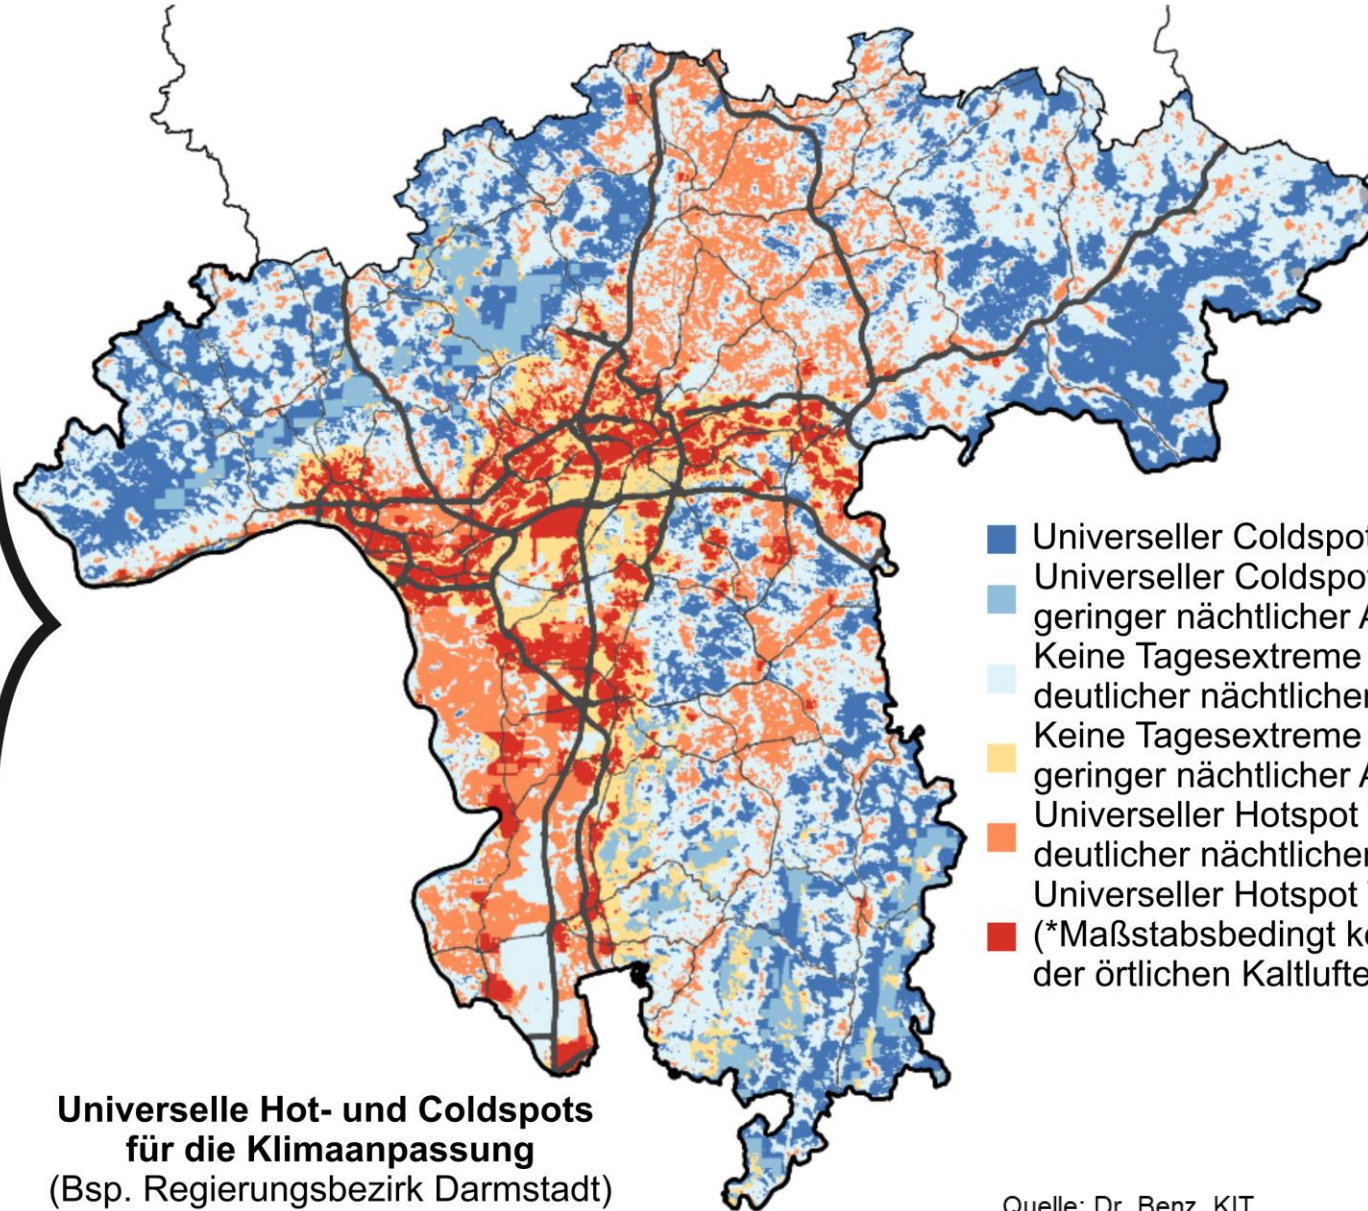 Universeller Coldspot
Universeller Coldspot
geringer nächtlicher
Keine Tagesextreme
deutlicher nächtlicher
Keine Tagesextreme
geringer nächtlicher
Universeller Hotspot
deutlicher nächtlicher
Universeller Hotspot
(*Maßstabsbedingt
der örtlichen
Universelle Hot- und Coldspots
für die Klimaanpassung
(Bsp. Regierungsbezirk Darmstadt)
Quelle: Dr. Benz, KIT